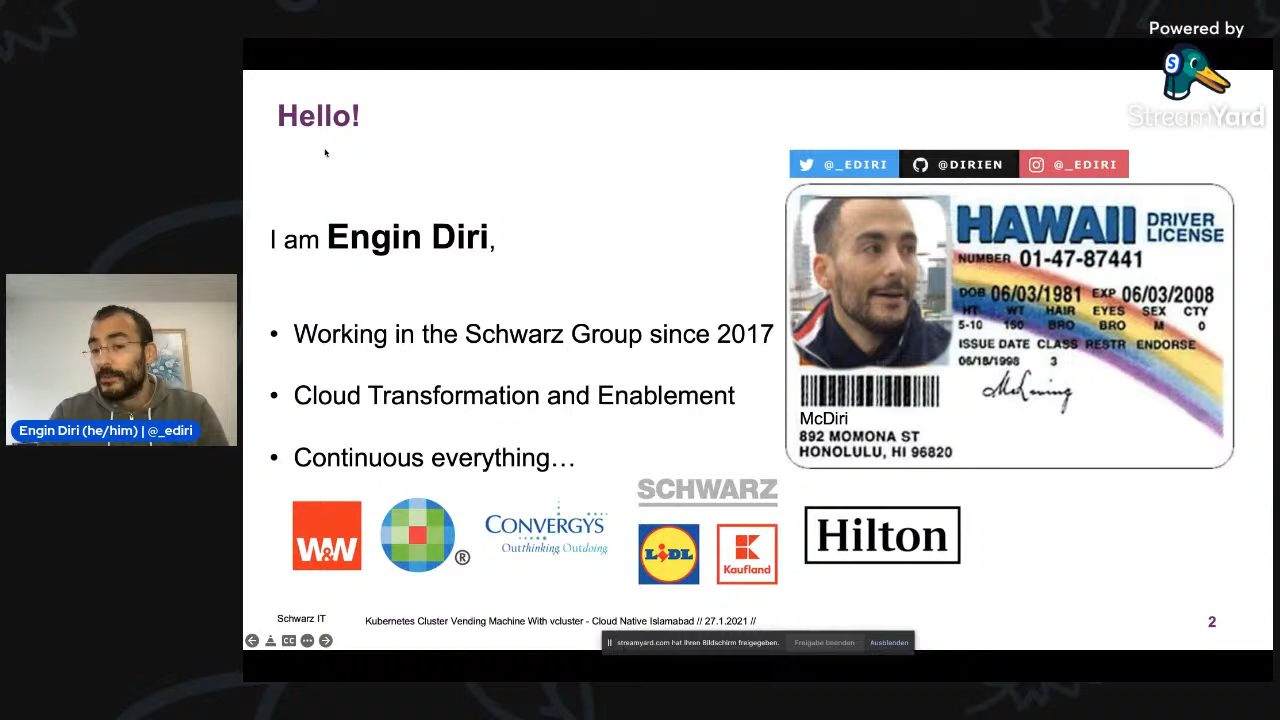 Powered by
StreamYard
Hello!
@_EDIRI @DIRIEN @_EDIRI
I am Engin Diri,
• Working in the Schwarz Group since 2017
• Cloud Transformation and Enablement
• Continuous everything…
HAWAII DRIVER LICENSE
NUMBER 01-47-87441
DOB 06/03/1981 EXP 06/03/2008
HT WT HAIR EYES SEX CTY
5-10 150 BRO BRO M 0
ISSUE DATE CLASS RESTR ENDORSE
06/18/1998 3
McDiri
892 MOMONA ST
HONOLULU, HI 96820
Engin Diri (he/him) | @_ediri
W&W
®
CONVERGYS
Outthinking Outdoing
SCHWARZ
LIDL
Kaufland
Hilton
Schwarz IT
Kubernetes Cluster Vending Machine With vcluster - Cloud Native Islamabad // 27.1.2021 //
2
CC
streamyard.com hat Ihren Bildschirm freigegeben. Freigabe beenden Ausblenden